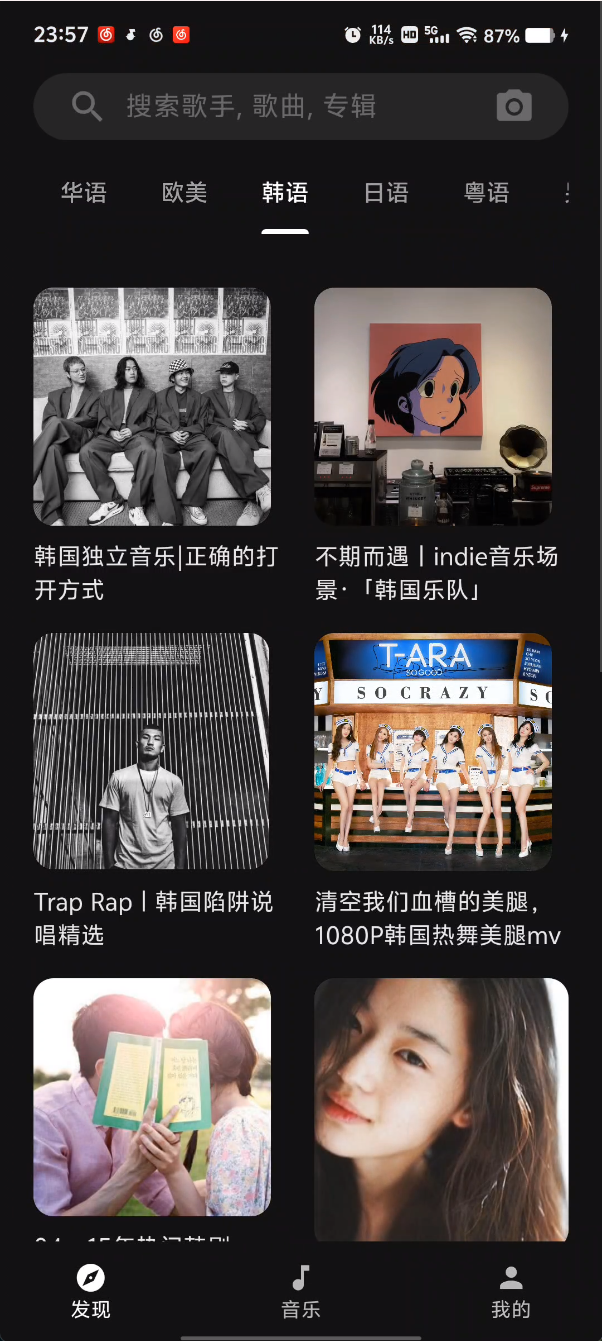 23:57
114
KB/s
HD
5G
87%
搜索歌手, 歌曲, 专辑
华语 欧美 韩语 日语 粤语
韩国独立音乐|正确的打
开方式
不期而遇丨indie音乐场
景·「韩国乐队」
T-ARA
SO GOOD
SO CRAZY
Trap Rap丨韩国陷阱说
唱精选
清空我们血槽的美腿，
1080P韩国热舞美腿mv
发现 音乐 我的